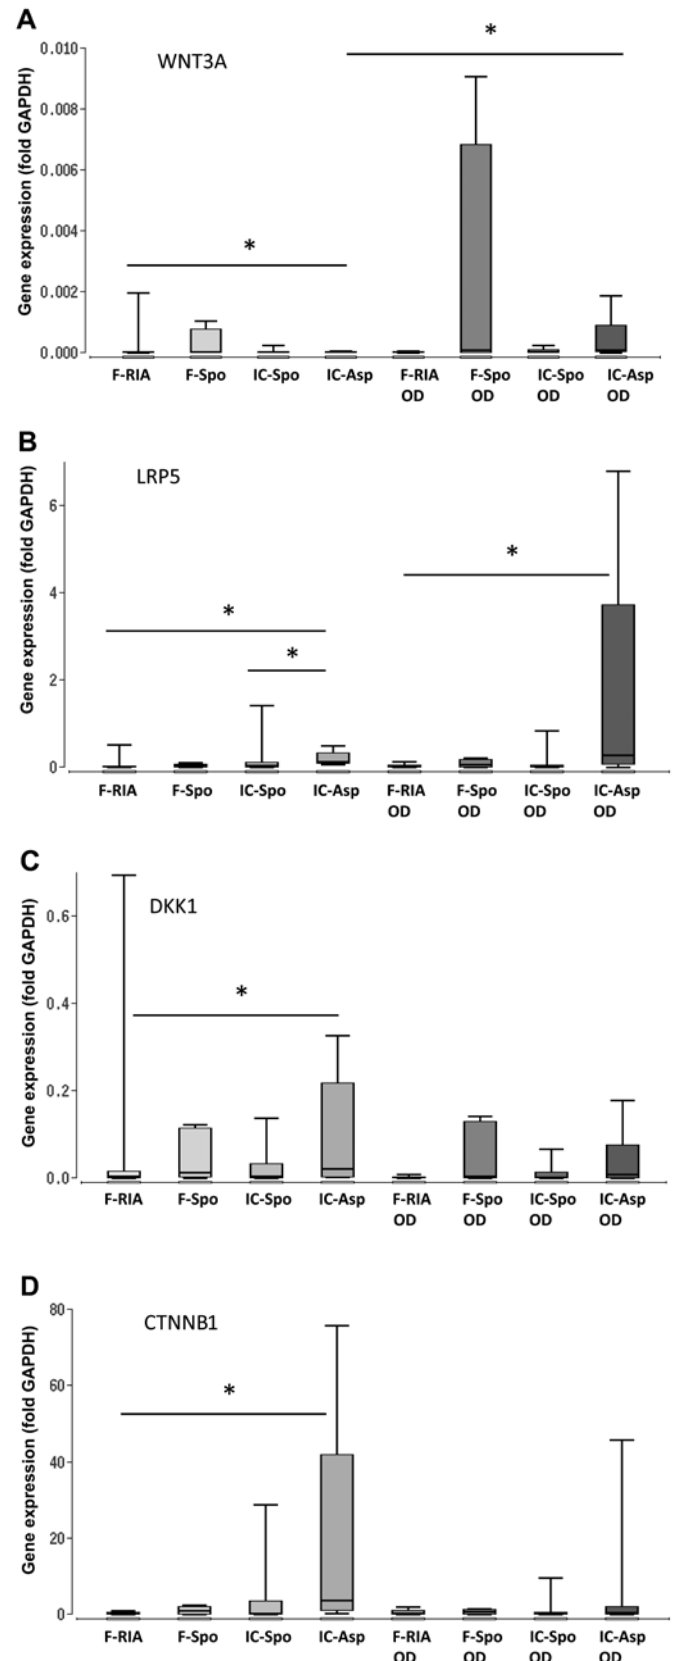 A
WNT3A
*
*
Gene expression (fold GAPDH)
0.010
0.008
0.006
0.004
0.002
0.000
F-RIA F-Spo IC-Spo IC-Asp F-RIA F-Spo IC-Spo IC-Asp
OD OD OD OD
B
LRP5
*
*
*
Gene expression (fold GAPDH)
6
4
2
0
F-RIA F-Spo IC-Spo IC-Asp F-RIA F-Spo IC-Spo IC-Asp
OD OD OD OD
C
DKK1
*
Gene expression (fold GAPDH)
0.6
0.4
0.2
0.0
F-RIA F-Spo IC-Spo IC-Asp F-RIA F-Spo IC-Spo IC-Asp
OD OD OD OD
D
CTNNB1
*
Gene expression (fold GAPDH)
80
60
40
20
0
F-RIA F-Spo IC-Spo IC-Asp F-RIA F-Spo IC-Spo IC-Asp
OD OD OD OD